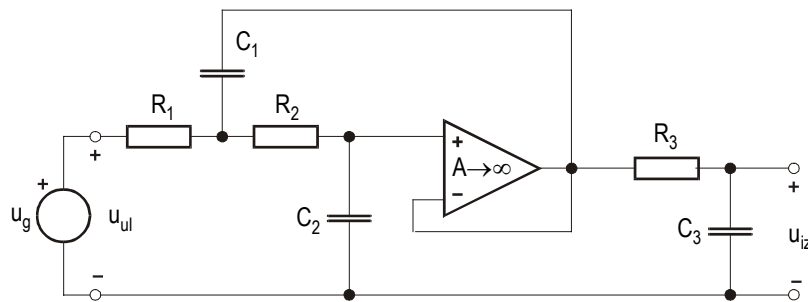 C1
R1
R2
R3
+
+
+
+
+
A→∞
−
ug
uul
C2
C3
uiz
−
−